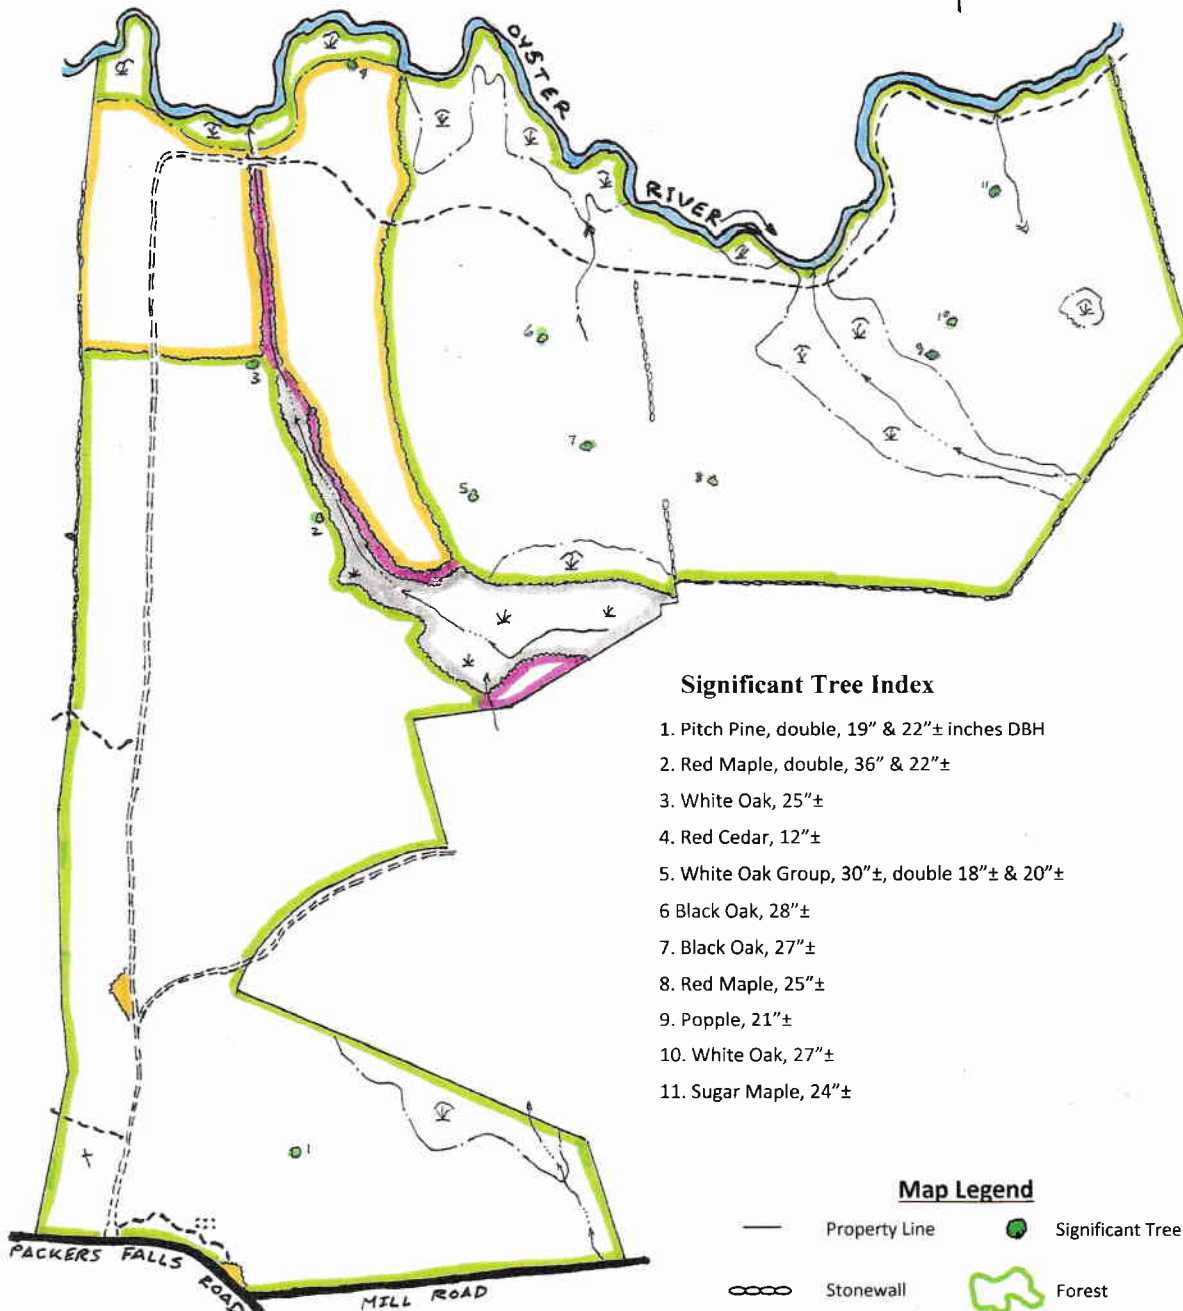 OYSTER
RIVER
4
11
10
9
6
3
7
8
5
2
Significant Tree Index
1. Pitch Pine, double, 19” & 22”± inches DBH
2. Red Maple, double, 36” & 22”±
3. White Oak, 25”±
4. Red Cedar, 12”±
5. White Oak Group, 30”±, double 18”± & 20”±
6 Black Oak, 28”±
7. Black Oak, 27”±
8. Red Maple, 25”±
9. Popple, 21”±
10. White Oak, 27”±
11. Sugar Maple, 24”±
1
Map Legend
Property Line
Significant Tree
Stonewall
Forest
PACKERS FALLS ROAD
MILL ROAD